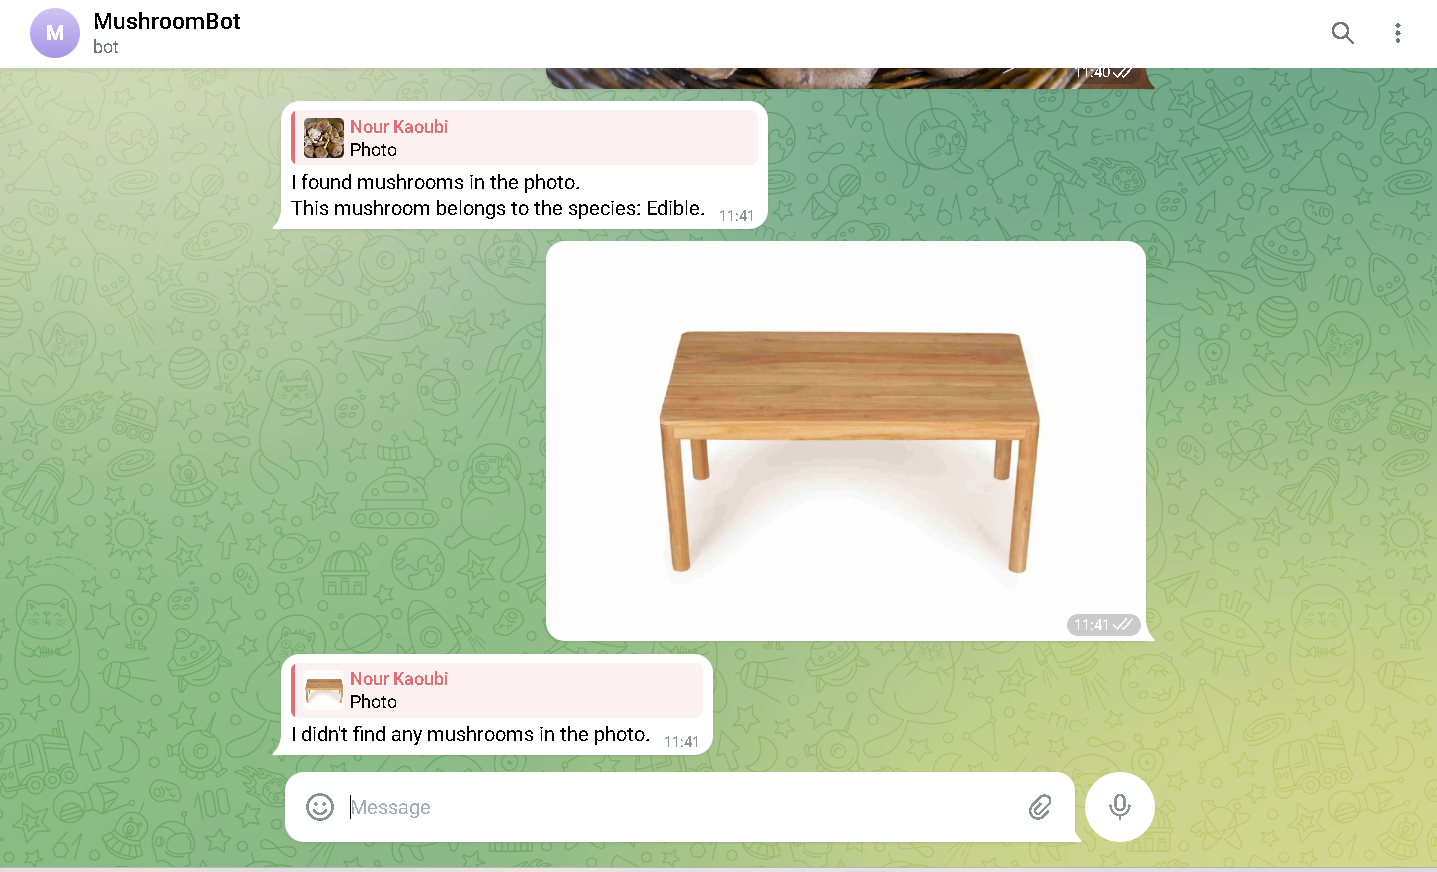 M
MushroomBot
bot
11:40
Nour Kaoubi
Photo
I found mushrooms in the photo.
This mushroom belongs to the species: Edible.
11:41
11:41
Nour Kaoubi
Photo
I didn't find any mushrooms in the photo.
11:41
Message